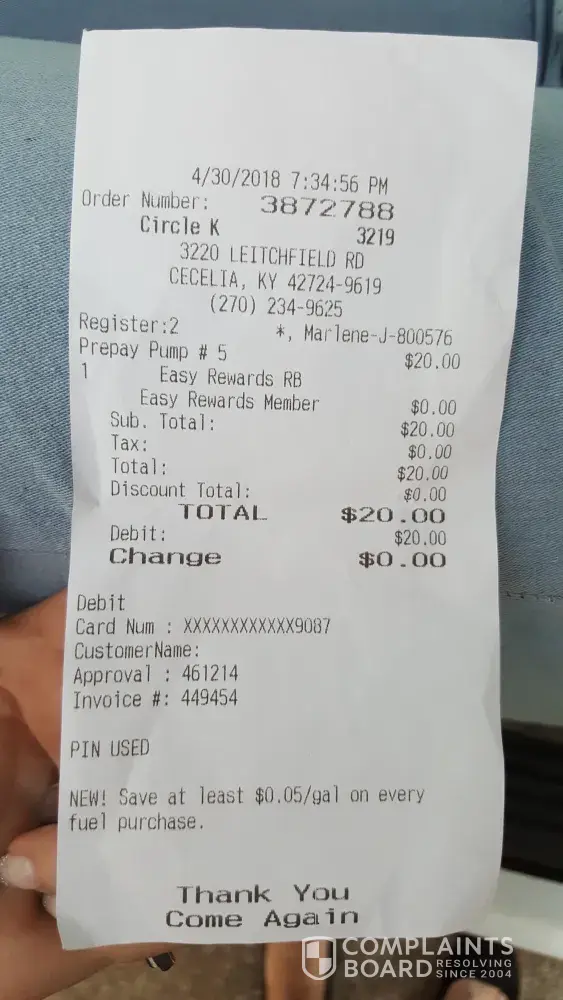 4/30/2018 7:34:56 PM
Order Number: 3872788
Circle K 3219
3220 LEITCHFIELD RD
CECELIA, KY 42724-9619
(270) 234-9625
Register:2 *, Marlene-J-800576
Prepay Pump # 5 $20.00
1 Easy Rewards RB
Easy Rewards Member $0.00
Sub. Total: $20.00
Tax: $0.00
Total: $20.00
Discount Total: $0.00
TOTAL $20.00
Debit: $20.00
Change $0.00
Debit
Card Num : XXXXXXXXXXXX9087
CustomerName:
Approval : 461214
Invoice #: 449454
PIN USED
NEW! Save at least $0.05/gal on every
fuel purchase.
Thank You
Come Again
COMPLAINTS
BOARD RESOLVING
SINCE 2004